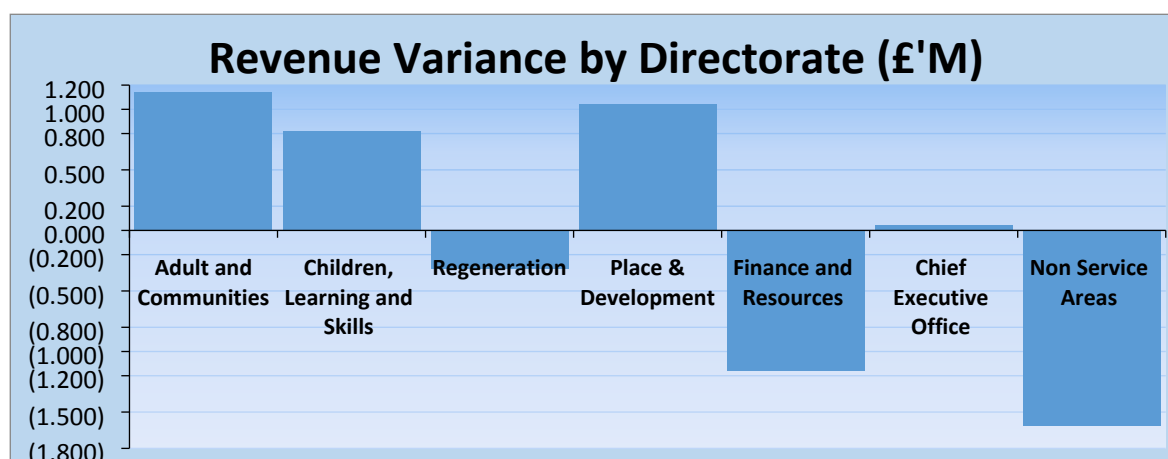 Revenue Variance by Directorate (£'M)
1.200
1.000
0.800
0.500
0.200
0.000
(0.200)
(0.500)
(0.800)
(1.000)
(1.200)
(1.500)
(1.800)
Adult and
Communities
Children,
Learning and
Skills
Regeneration
Place &
Development
Finance and
Resources
Chief
Executive
Office
Non Service
Areas